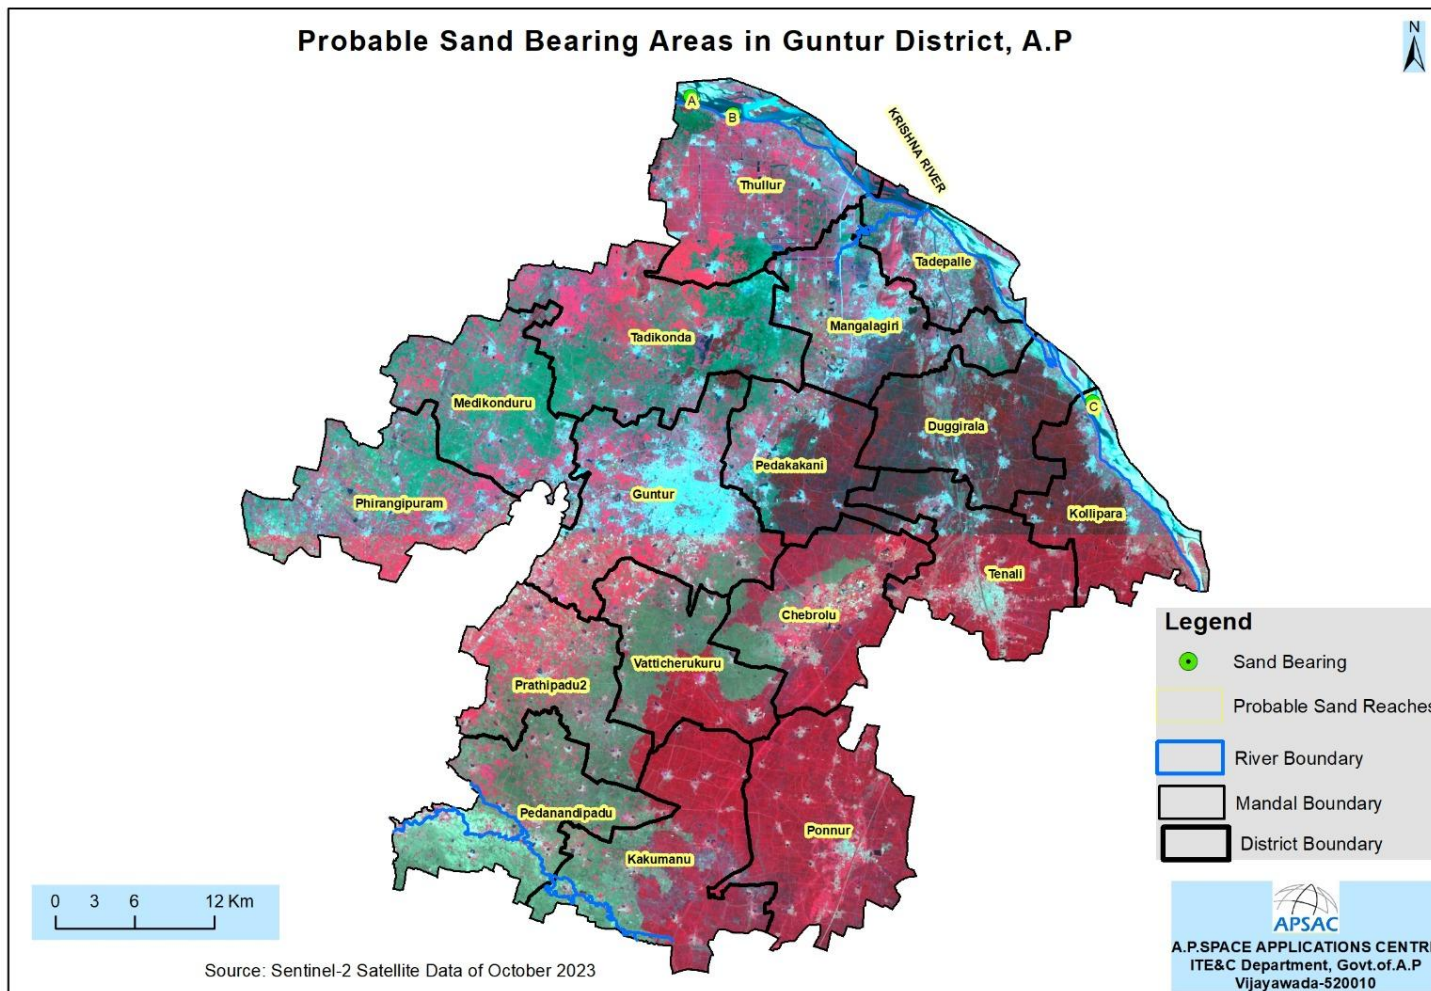 Probable Sand Bearing Areas in Guntur District, A.P
N
A
B
KRISHNA RIVER
Thullur
Tadepalle
Mangalagiri
Tadikonda
Medikonduru
C
Duggirala
Pedakakani
Guntur
Phirangipuram
Kollipara
Tenali
Chebrolu
Vatticherukuru
Prathipadu2
Pedanandipadu
Ponnur
Kakumanu
Legend
Sand Bearing
Probable Sand Reaches
River Boundary
Mandal Boundary
District Boundary
0 3 6 12 Km
Source: Sentinel-2 Satellite Data of October 2023
APSAC
A.P.SPACE APPLICATIONS CENTR
ITE&C Department, Govt.of.A.P
Vijayawada-520010